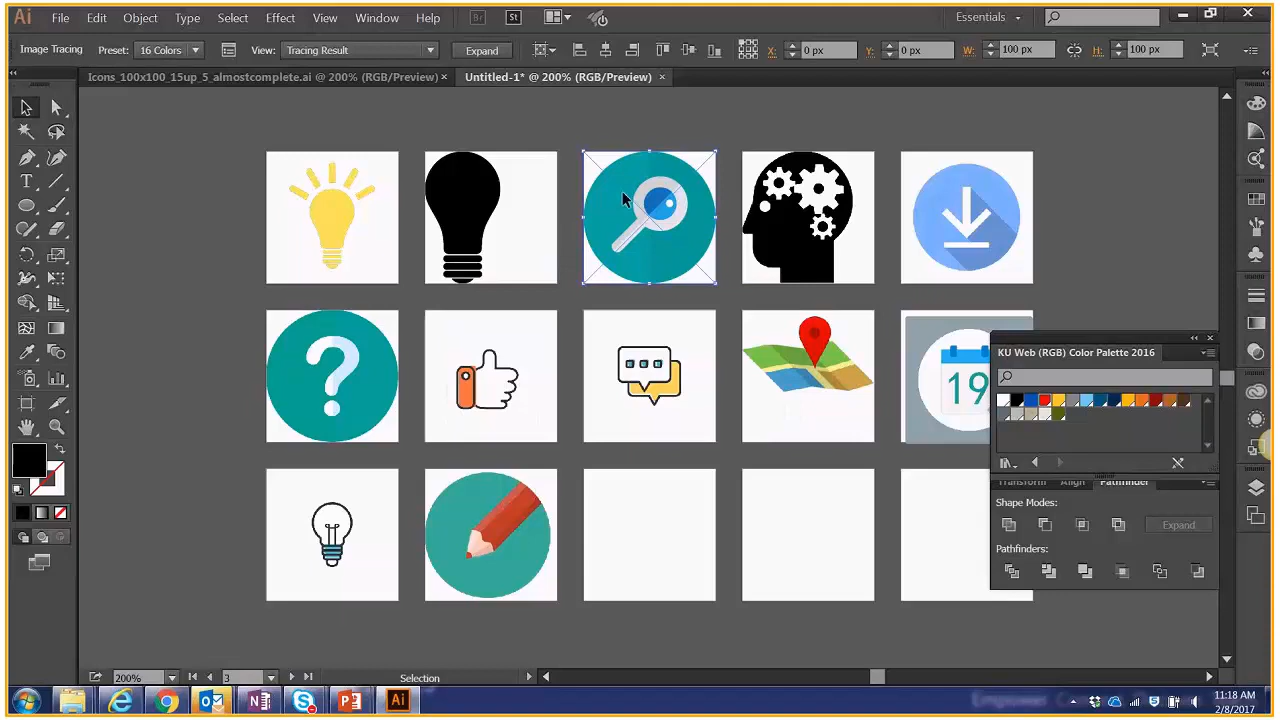 Ai File Edit Object Type Select Effect View Window Help Br St Essentials
Image Tracing Preset: 16 Colors View: Tracing Result Expand X: 0 px Y: 0 px W: 100 px H: 100 px
Icons_100x100_15up_5_almostcomplete.ai @ 200% (RGB/Preview) × Untitled-1* @ 200% (RGB/Preview) ×
?
19
KU Web (RGB) Color Palette 2016
Transform Align Pathfinder
Shape Modes:
Expand
Pathfinders:
200% 3 Selection
Ai
11:18 AM
2/8/2017